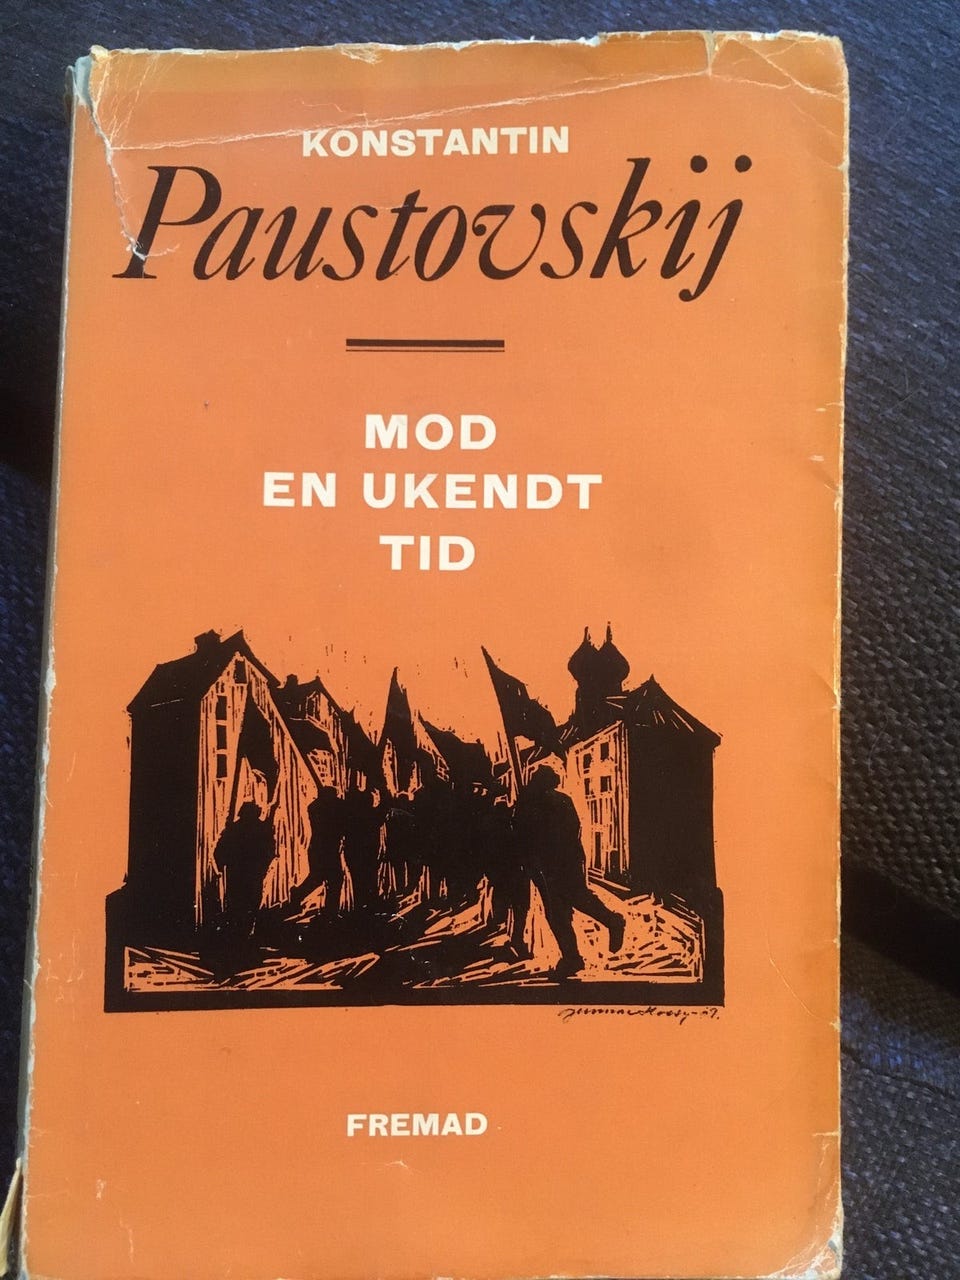 KONSTANTIN
Paustovskij
MOD
EN UKENDT
TID
FREMAD